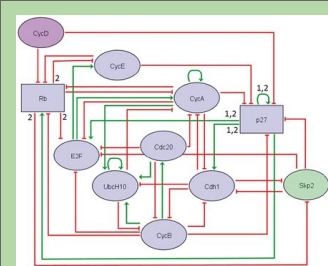 CycD
CycE
2
Rb
CycA
1,2
p27
1,2
1,2
2
2
E2F
Cdc20
UbcH10
Cdh1
Skp2
CycB